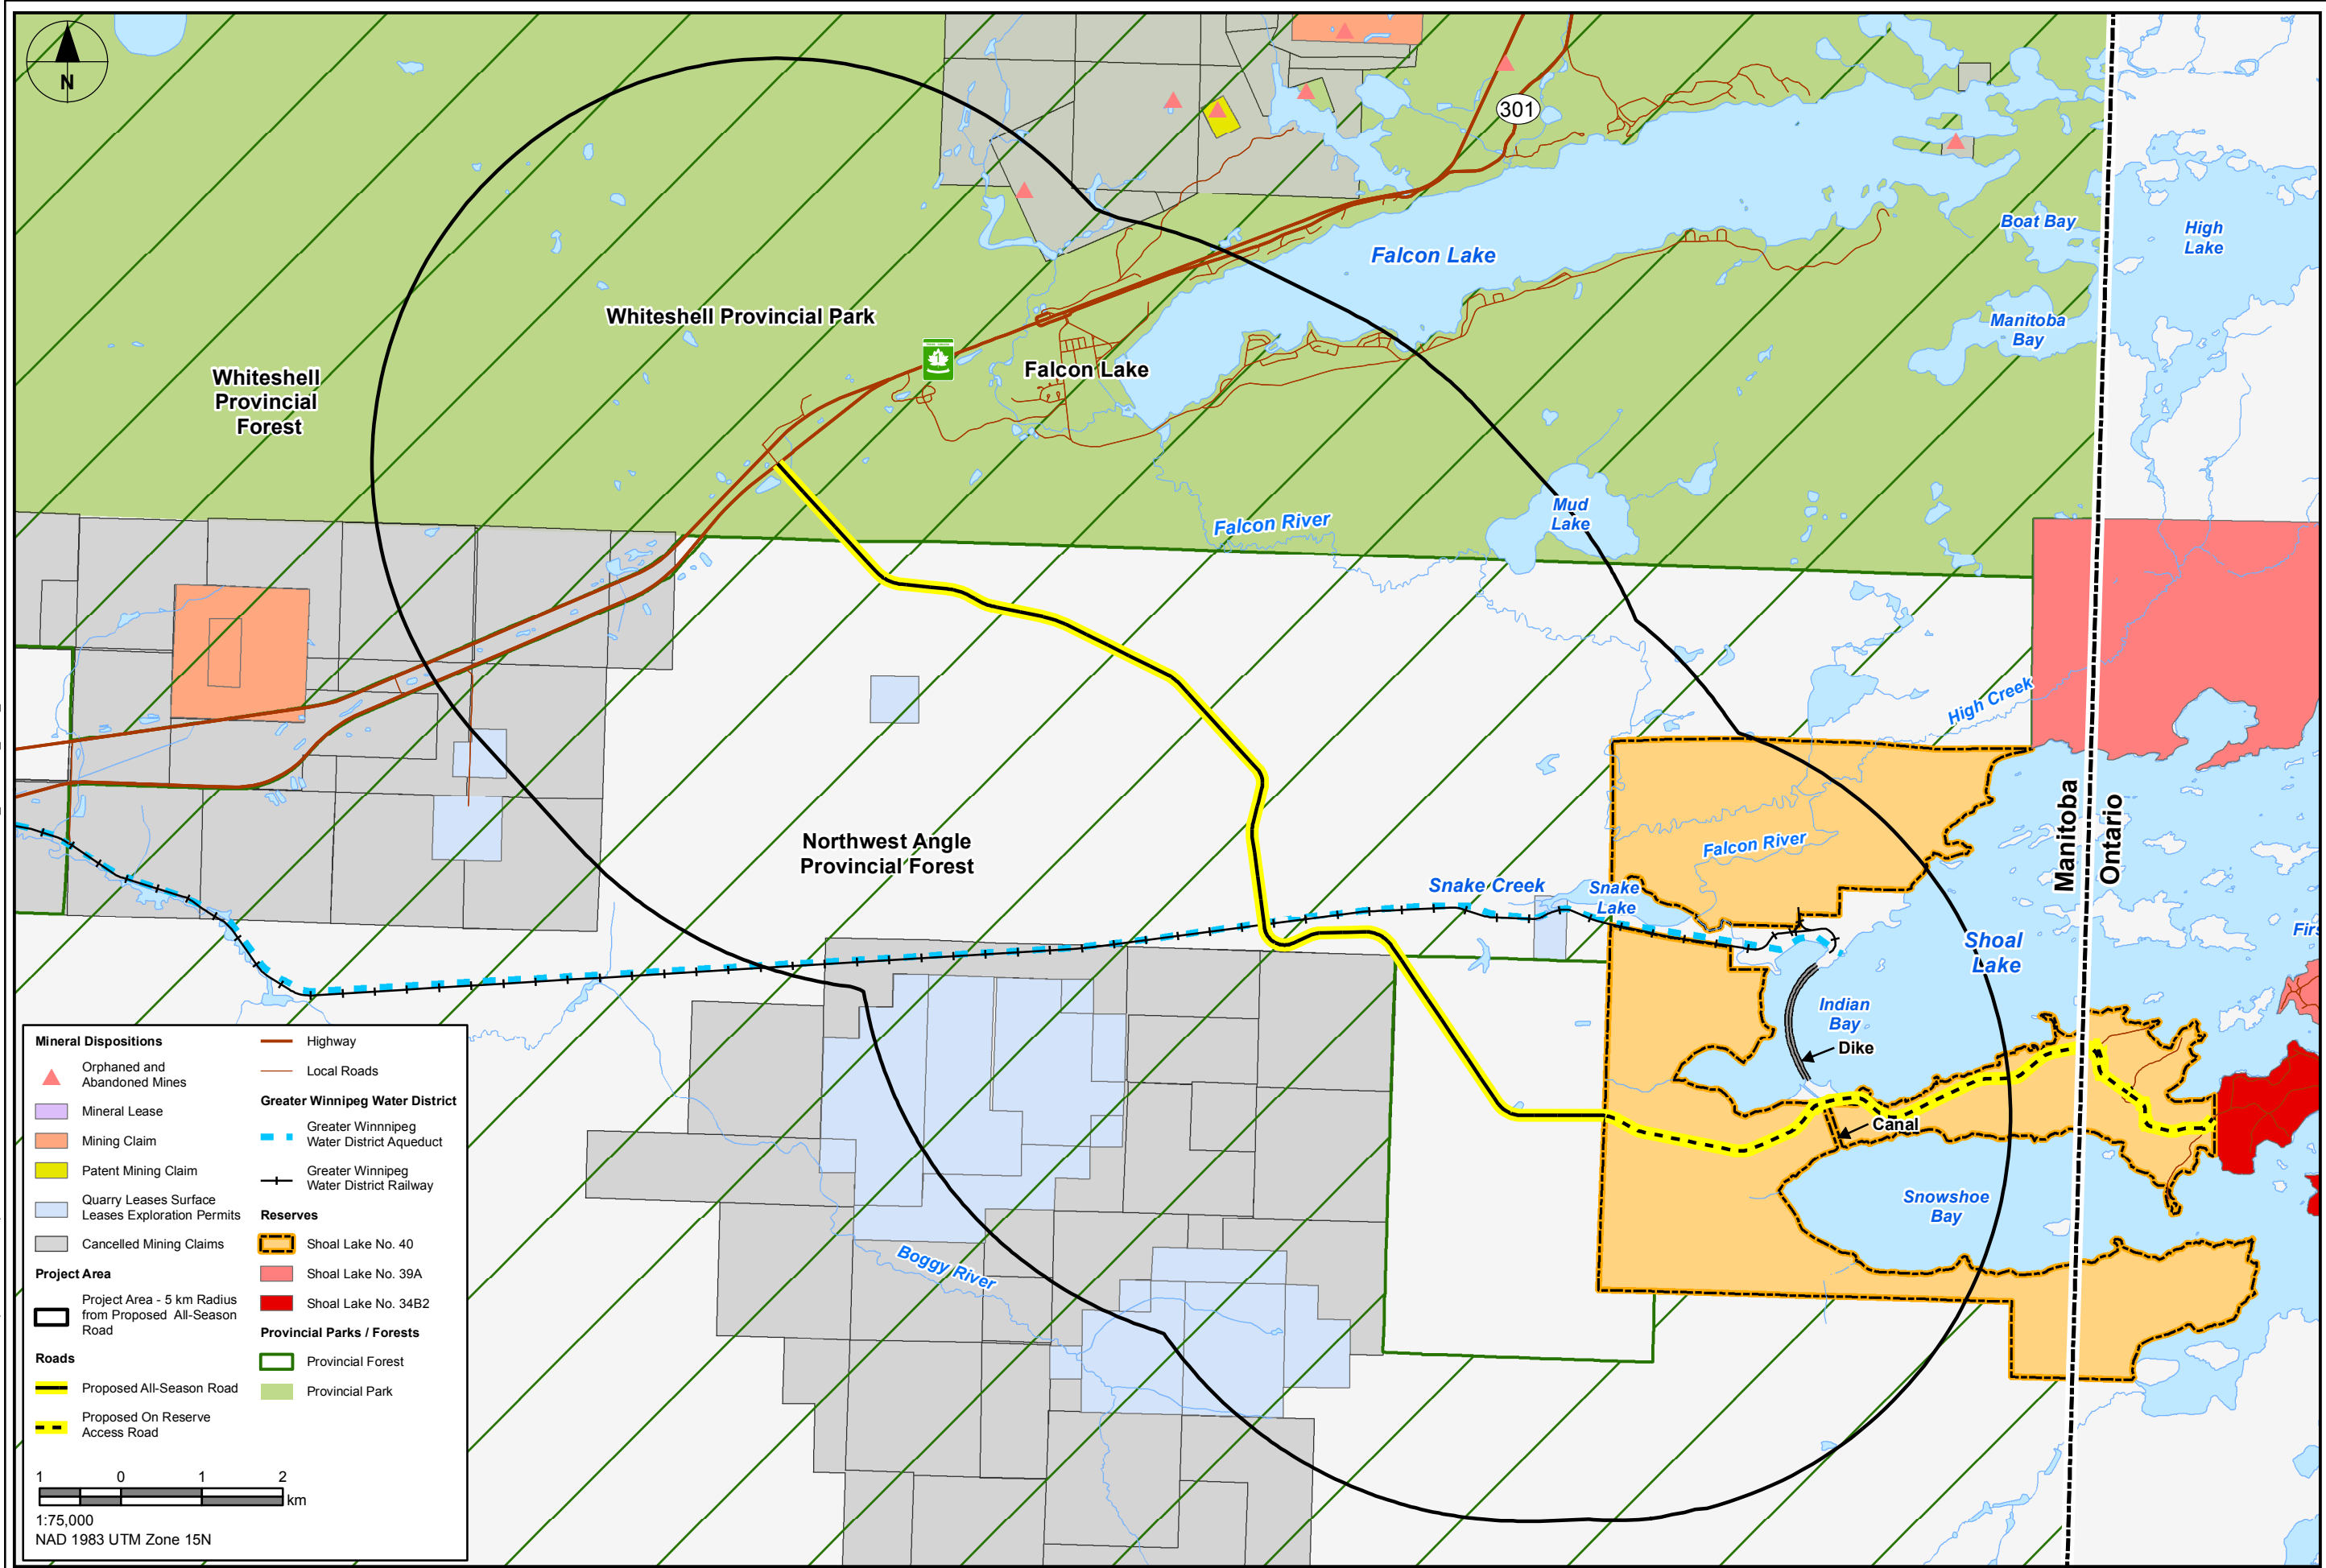 N
301
Boat Bay
High
Lake
Falcon Lake
Whiteshell Provincial Park
Manitoba
Bay
1
Falcon Lake
Whiteshell
Provincial
Forest
Mud
Lake
Falcon River
High Creek
Manitoba
Ontario
Northwest Angle
Provincial Forest
Falcon River
Snake Creek
Snake
Lake
Shoal
Lake
Firs
Indian
Bay
Dike
Canal
Snowshoe
Bay
Boggy River
Mineral Dispositions
Orphaned and
Abandoned Mines
Mineral Lease
Mining Claim
Patent Mining Claim
Quarry Leases Surface
Leases Exploration Permits
Cancelled Mining Claims
Project Area
Project Area - 5 km Radius
from Proposed All-Season
Road
Roads
Proposed All-Season Road
Proposed On Reserve
Access Road
Highway
Local Roads
Greater Winnipeg Water District
Greater Winnnipeg
Water District Aqueduct
Greater Winnipeg
Water District Railway
Reserves
Shoal Lake No. 40
Shoal Lake No. 39A
Shoal Lake No. 34B2
Provincial Parks / Forests
Provincial Forest
Provincial Park
1 0 1 2
km
1:75,000
NAD 1983 UTM Zone 15N